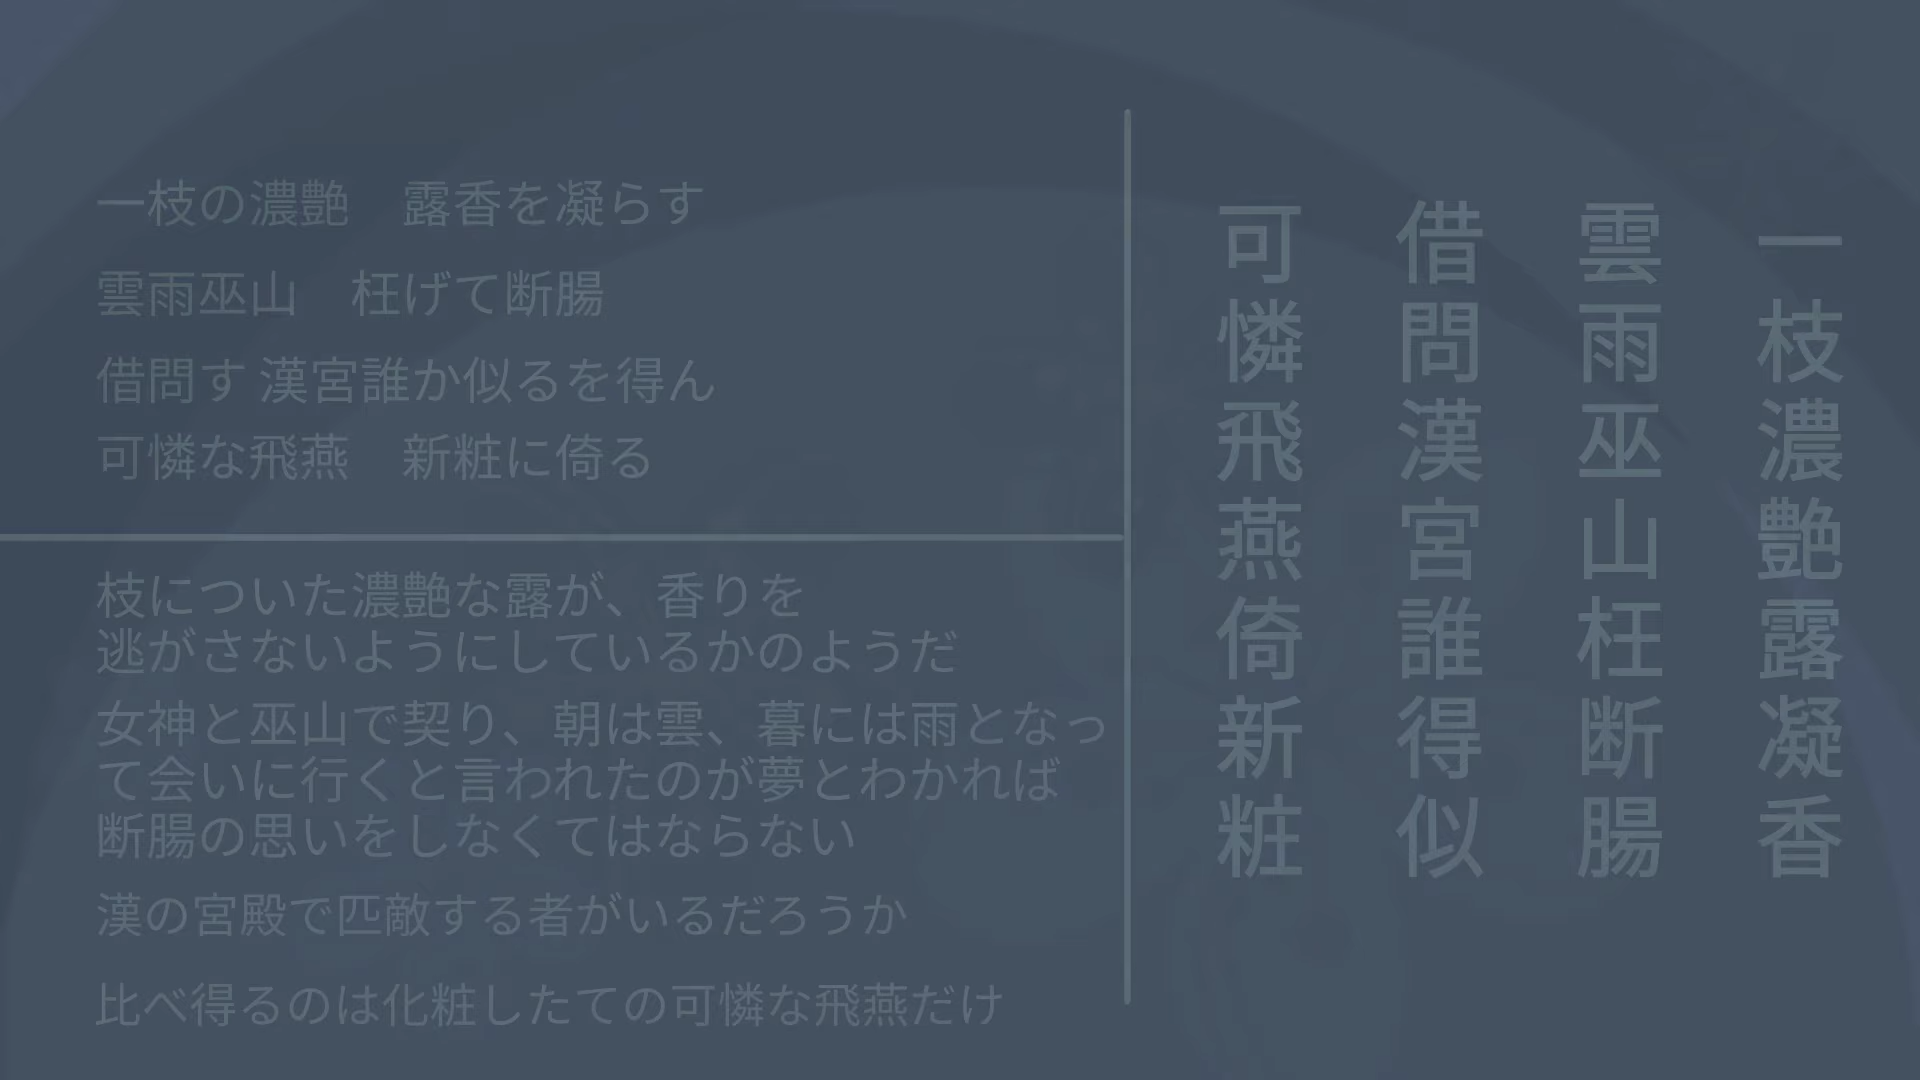 一枝濃艶露凝香
雲雨巫山枉断腸
借問漢宮誰得似
可憐飛燕倚新粧
一枝の濃艶　露香を凝らす
雲雨巫山　枉げて断腸
借問す 漢宮誰か似るを得ん
可憐な飛燕　新粧に倚る
枝についた濃艶な露が、香りを
逃がさないようにしているかのようだ
女神と巫山で契り、朝は雲、暮には雨となっ
て会いに行くと言われたのが夢とわかれば
断腸の思いをしなくてはならない
漢の宮殿で匹敵する者がいるだろうか
比べ得るのは化粧したての可憐な飛燕だけ